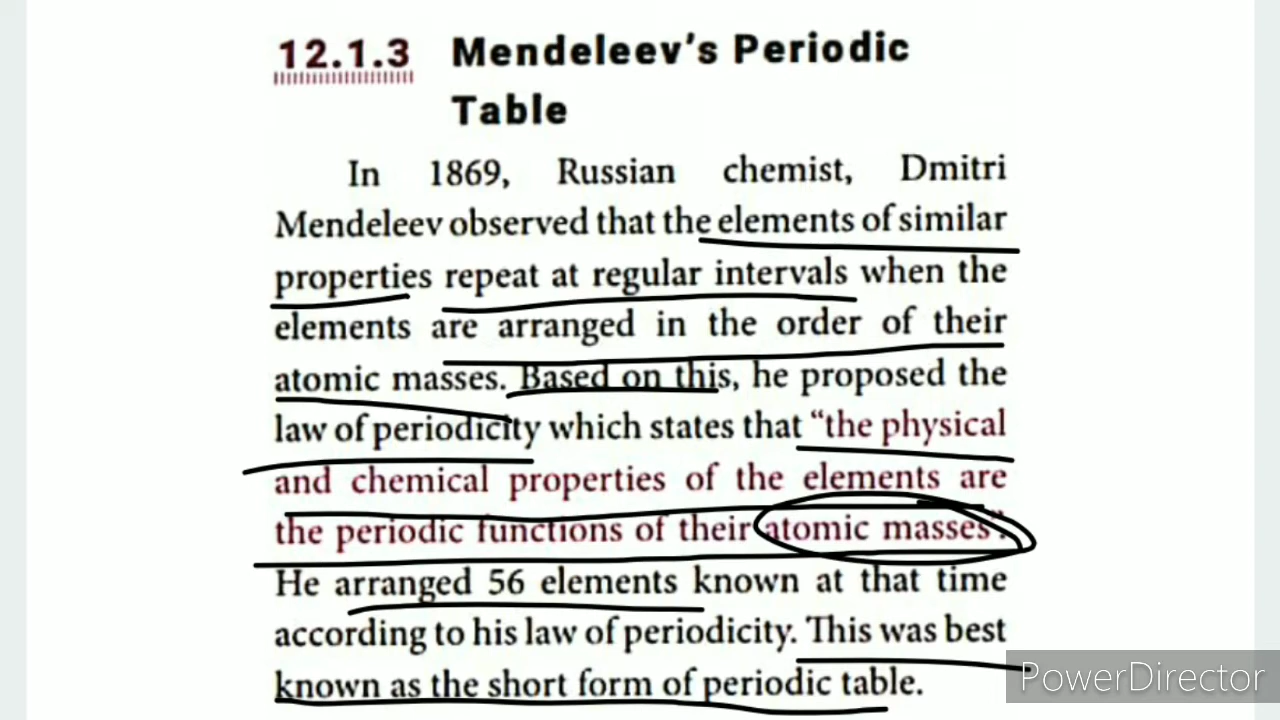 12.1.3 Mendeleev's Periodic
Table
In 1869, Russian chemist, Dmitri
Mendeleev observed that the elements of similar
properties repeat at regular intervals when the
elements are arranged in the order of their
atomic masses. Based on this, he proposed the
law of periodicity which states that “the physical
and chemical properties of the elements are
the periodic functions of their atomic masses”.
He arranged 56 elements known at that time
according to his law of periodicity. This was best
known as the short form of periodic table.
PowerDirector